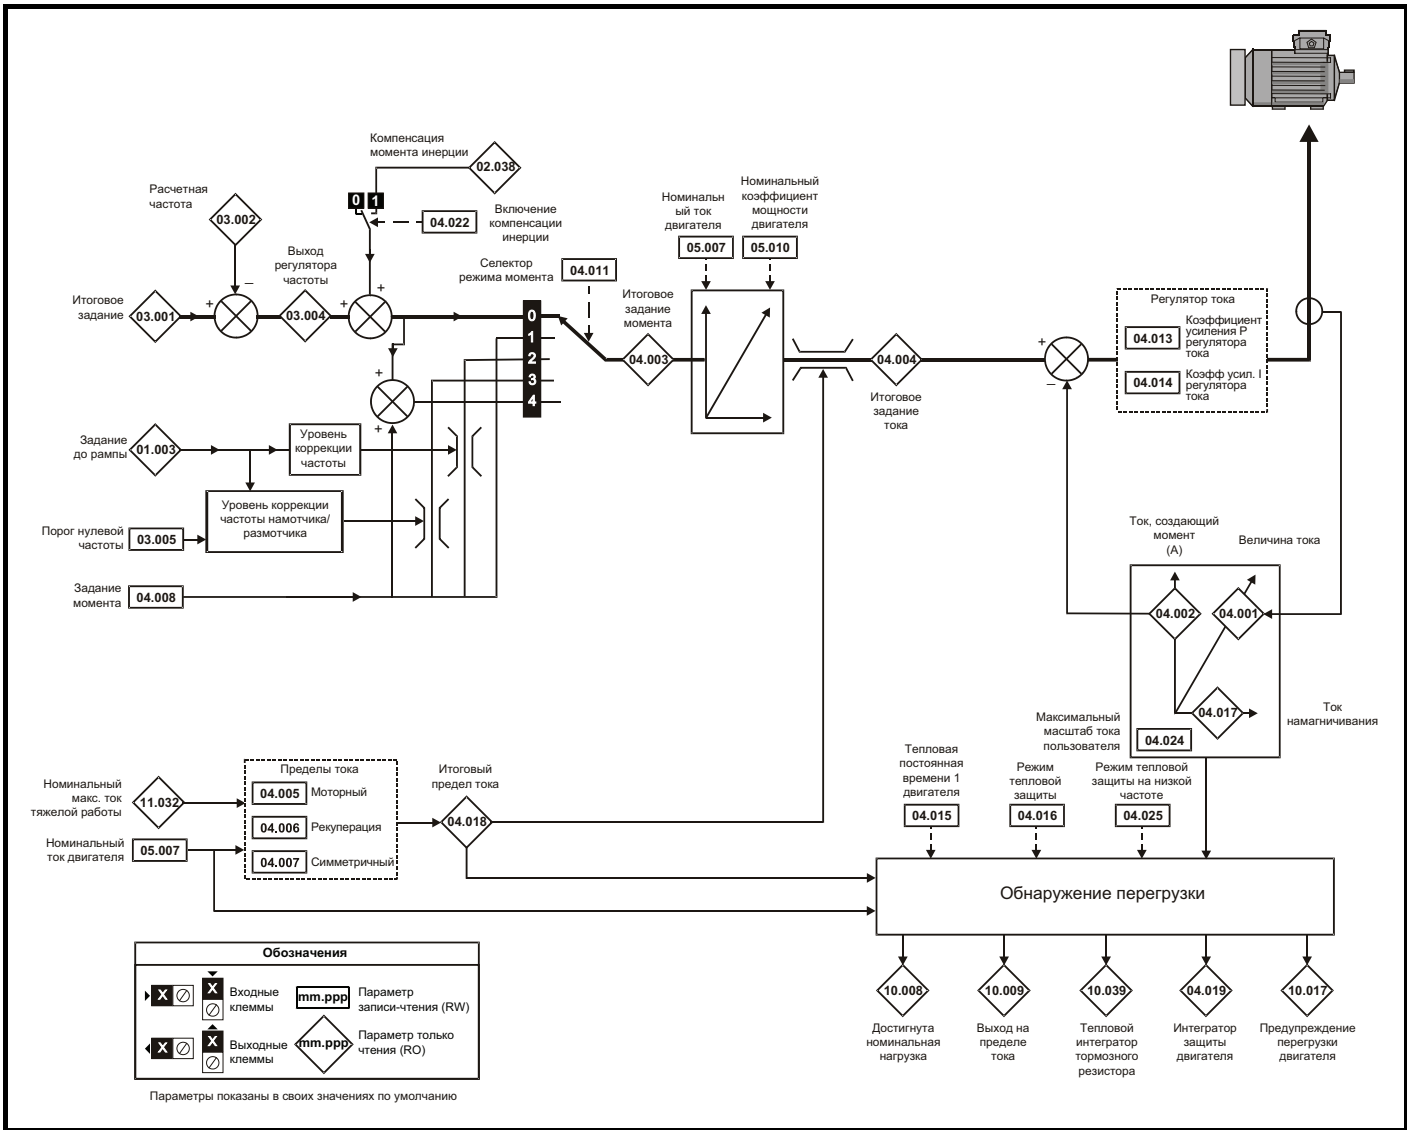 Компенсация
момента инерции
02.038
0 1
04.022
Включение
компенсации
инерции
Расчетная
частота
03.002
Выход
регулятора
частоты
Итоговое
задание
03.001
+
−
03.004
+
+
Селектор
режима момента
04.011
0
1
2
3
4
Итоговое
задание
момента
04.003
Номинальн
ый ток
двигателя
05.007
Номинальный
коэффициент
мощности
двигателя
05.010
04.004
Итоговое
задание
тока
+
−
Регулятор тока
04.013
Коэффициент
усиления P
регулятора
тока
04.014
Коэфф усил. I
регулятора
тока
+
+
Задание
до рампы
01.003
Уровень
коррекции
частоты
Уровень коррекции
частоты намотчика/
размотчика
Порог нулевой
частоты
03.005
Задание
момента
04.008
Ток, создающий
момент
(А)
Величина тока
04.002
04.001
04.017
Ток
намагничивания
Максимальный
масштаб тока
пользователя
04.024
Номинальный
макс. ток
тяжелой работы
11.032
Номинальный
ток двигателя
05.007
Пределы тока
04.005 Моторный
04.006 Рекуперация
04.007 Симметричный
Итоговый
предел тока
04.018
Тепловая
постоянная
времени 1
двигателя
04.015
Режим
тепловой
защиты
04.016
Режим тепловой
защиты на низкой
частоте
04.025
Обнаружение перегрузки
10.008
Достигнута
номинальная
нагрузка
10.009
Выход на
пределе
тока
10.039
Тепловой
интегратор
тормозного
резистора
04.019
Интегратор
защиты
двигателя
10.017
Предупреждение
перегрузки
двигателя
Обозначения
X
X
Входные
клеммы
mm.ppp
Параметр
записи-чтения (RW)
X
X
Выходные
клеммы
mm.ppp
Параметр только
чтения (RO)
Параметры показаны в своих значениях по умолчанию